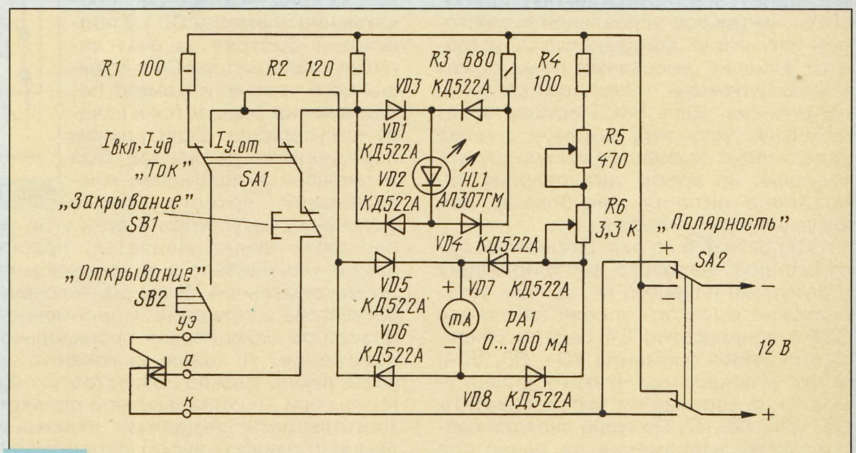 R1 100
R2 120
R3 680
R4 100
VD3 КД522А
VD1 КД522А
R5 470
Iвкл, Iуд
Iу.от
„Ток”
SA1
VD2 КД522А
HL1 АЛ307ГМ
„Закрывание”
SB1
R6 3,3 к
„Полярность”
VD4 КД522А
+
SA2
„Открывание”
SB2
VD5 КД522А
+
VD7 КД522А
−
−
уэ
VD6 КД522А
mA
PA1 0...100 мА
12 В
а
к
VD8 КД522А
+